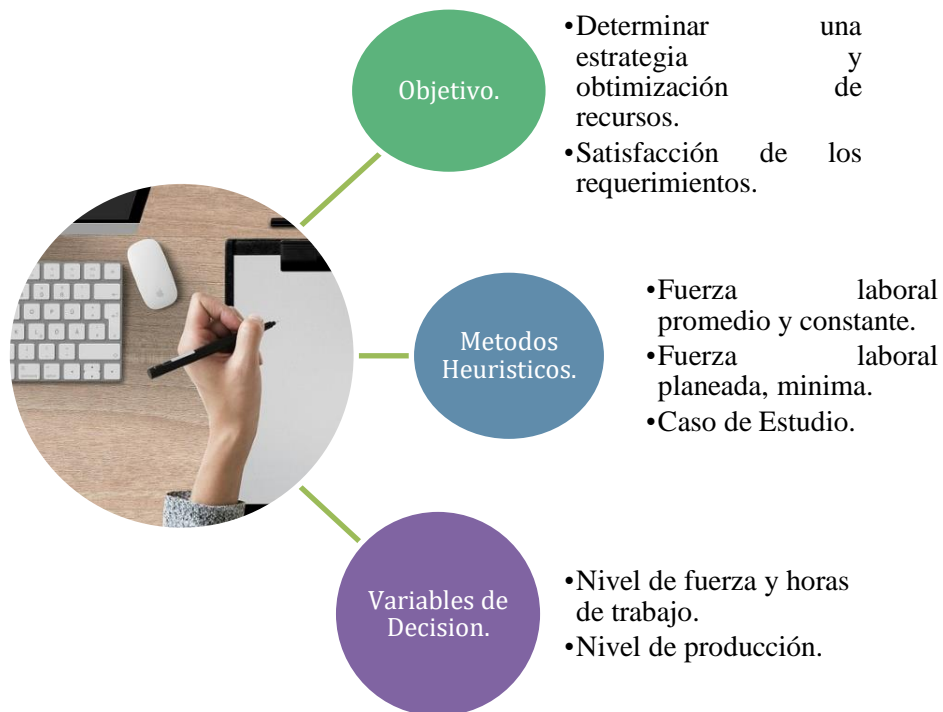 Objetivo.
•Determinar una
estrategia y
obtimización de
recursos.
•Satisfacción de los
requerimientos.
Metodos
Heuristicos.
•Fuerza laboral
promedio y constante.
•Fuerza laboral
planeada, minima.
•Caso de Estudio.
Variables de
Decision.
•Nivel de fuerza y horas
de trabajo.
•Nivel de producción.